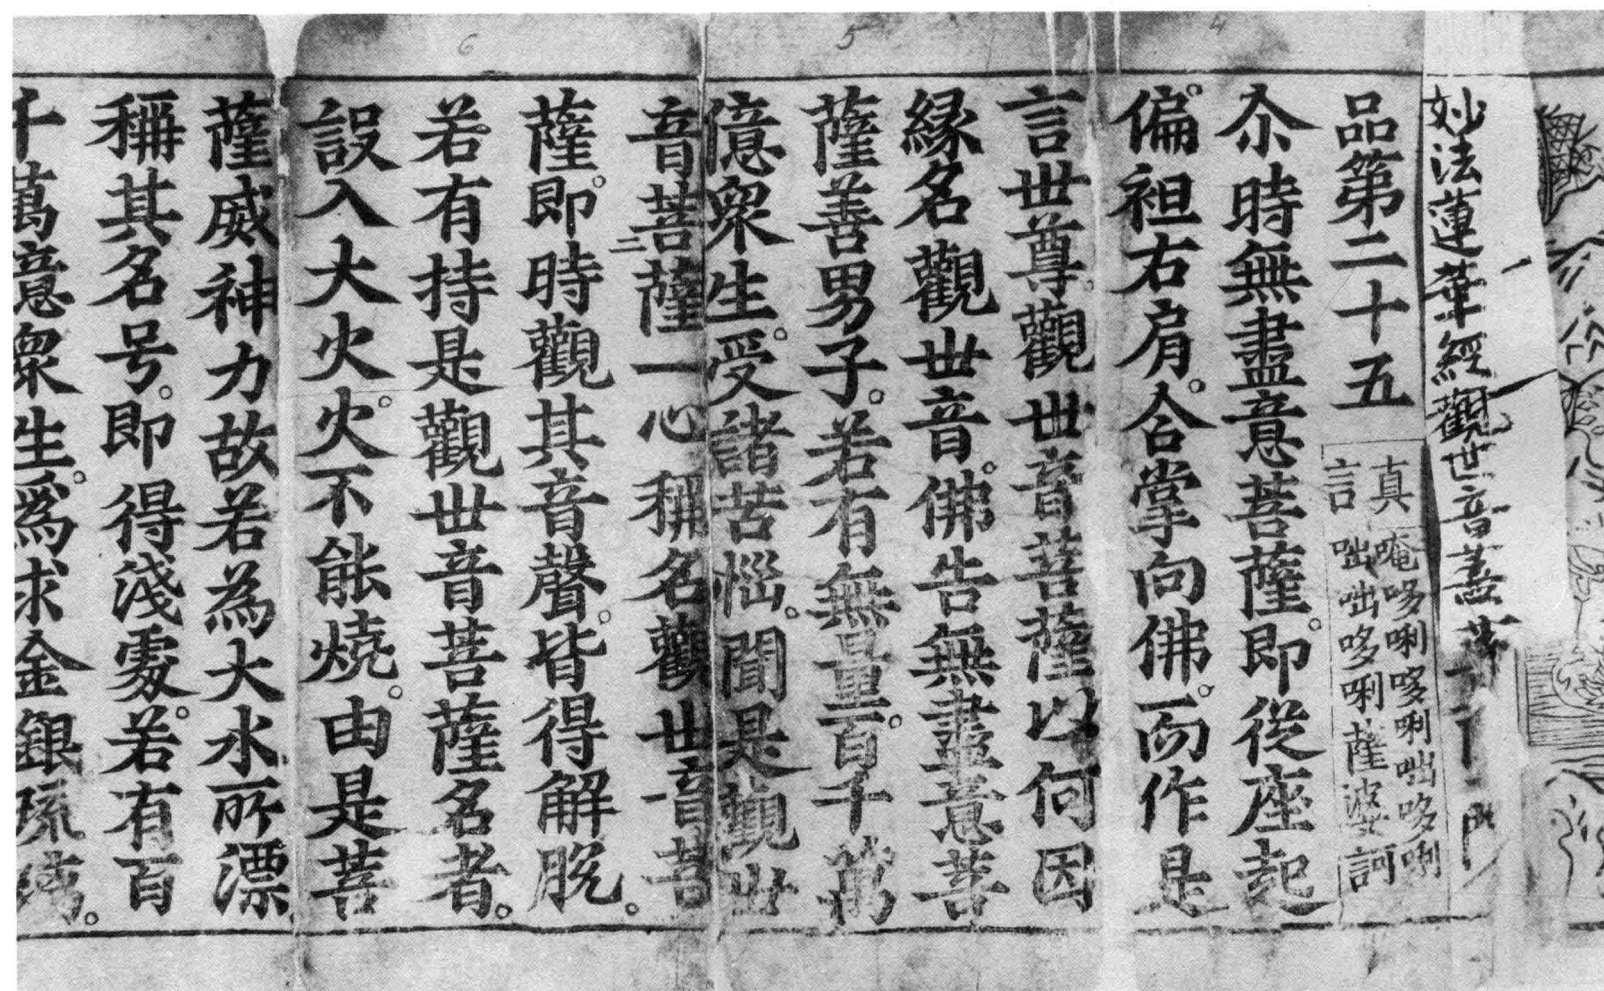 妙法蓮華經觀世音菩薩
門
品第二十五
真言
唵哆唎哆唎咄哆唎
咄咄哆唎薩婆訶
尒時無盡意菩薩。即從座起
偏袒右肩。合掌向佛。而作是
言世尊。觀世音菩薩以何因
緣名觀世音。佛告無盡意菩
薩善男子。若有無量百千萬
億衆生。受諸苦惱。聞是觀世
音菩薩一心稱名觀世音菩
二
薩。即時觀其音聲。皆得解脫。
若有持是觀世音菩薩名者。
設入大火。火不能燒。由是菩
薩威神力故若為大水所漂
稱其名号。即得淺處。若有百
千萬意衆生。為求金銀琉璃。
4
5
6